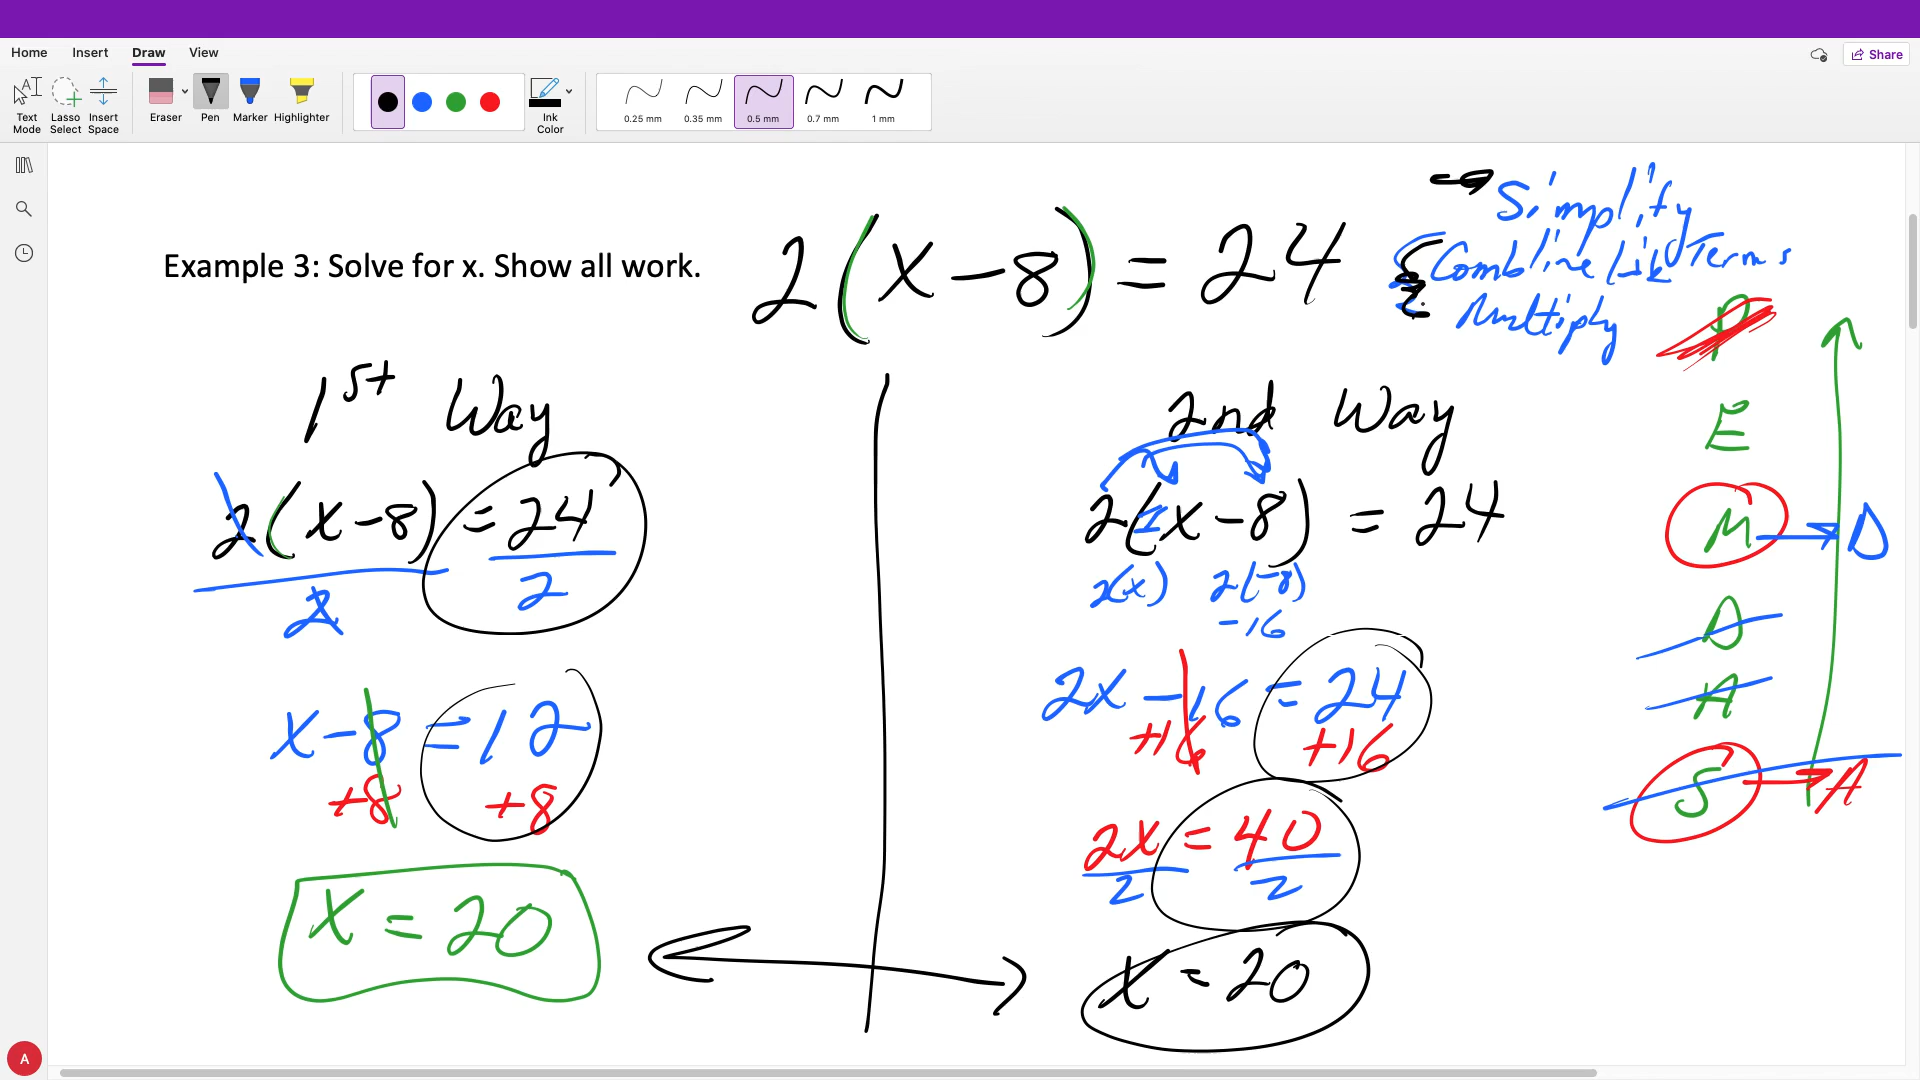 Home Insert Draw View
Share
Text Mode Lasso Select Insert Space Eraser Pen Marker Highlighter Ink Color 0.25 mm 0.35 mm 0.5 mm 0.7 mm 1 mm
Example 3: Solve for x. Show all work.
2(x-8) = 24
Simplify
Combine Like Terms
Multiply
1st Way
2(x-8) = 24
2 2
x-8 = 12
+8 +8
x = 20
2nd Way
2(1x-8) = 24
2(x) 2(-8)
-16
2x - 16 = 24
+16 +16
2x = 40
2 2
x = 20
P
E
M → D
D
A
S → A
A